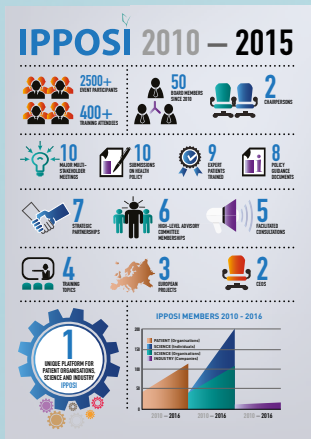 IPPOSI 2010 – 2015
2500+
EVENT PARTICIPANTS
400+
TRAINING ATTENDEES
50
BOARD MEMBERS
SINCE 2010
2
CHAIRPERSONS
10
MAJOR MULTI-
STAKEHOLDER
MEETINGS
10
SUBMISSIONS
ON HEALTH
POLICY
9
EXPERT
PATIENTS
TRAINED
8
POLICY
GUIDANCE
DOCUMENTS
7
STRATEGIC
PARTNERSHIPS
6
HIGH-LEVEL ADVISORY
COMMITTEE
MEMBERSHIPS
5
FACILITATED
CONSULTATIONS
4
TRAINING
TOPICS
3
EUROPEAN
PROJECTS
2
CEOS
1
UNIQUE PLATFORM FOR
PATIENT ORGANISATIONS,
SCIENCE AND INDUSTRY
IPPOSI
IPPOSI MEMBERS 2010 - 2016
PATIENT (Organisations)
SCIENCE (Individuals)
SCIENCE (Organisations)
INDUSTRY (Companies)
200
150
100
50
0
2010 – 2016
2010 – 2016
2010 – 2016